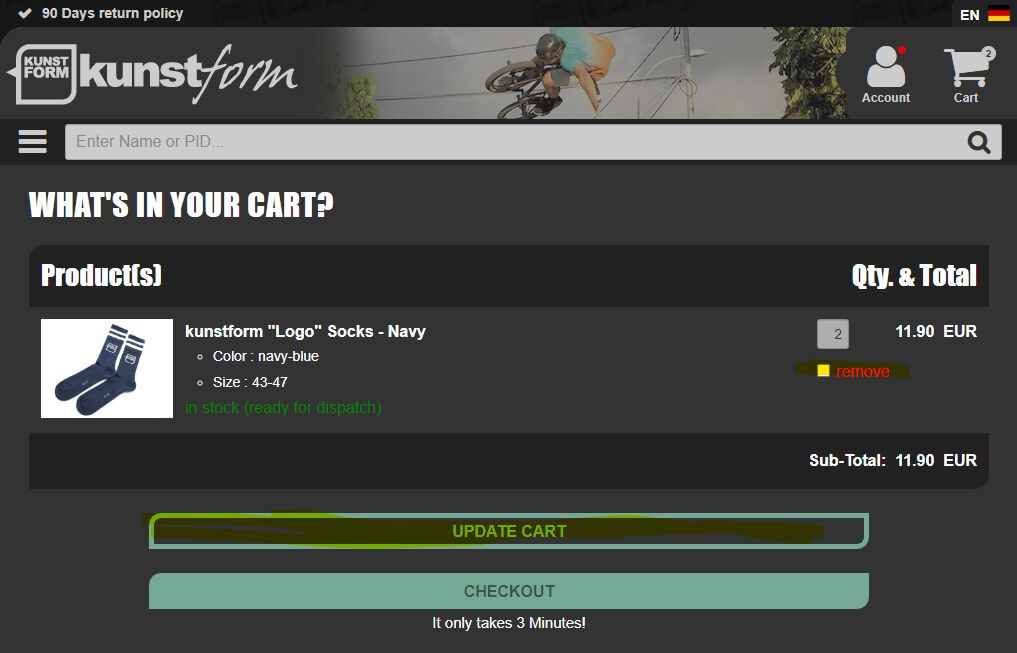 90 Days return policy
EN
KUNST
FORM
kunstform
Account
2
Cart
Enter Name or PID...
WHAT'S IN YOUR CART?
Product(s)
Qty. & Total
kunstform "Logo" Socks - Navy
2
11.90 EUR
Color : navy-blue
remove
Size : 43-47
in stock (ready for dispatch)
Sub-Total: 11.90 EUR
UPDATE CART
CHECKOUT
It only takes 3 Minutes!